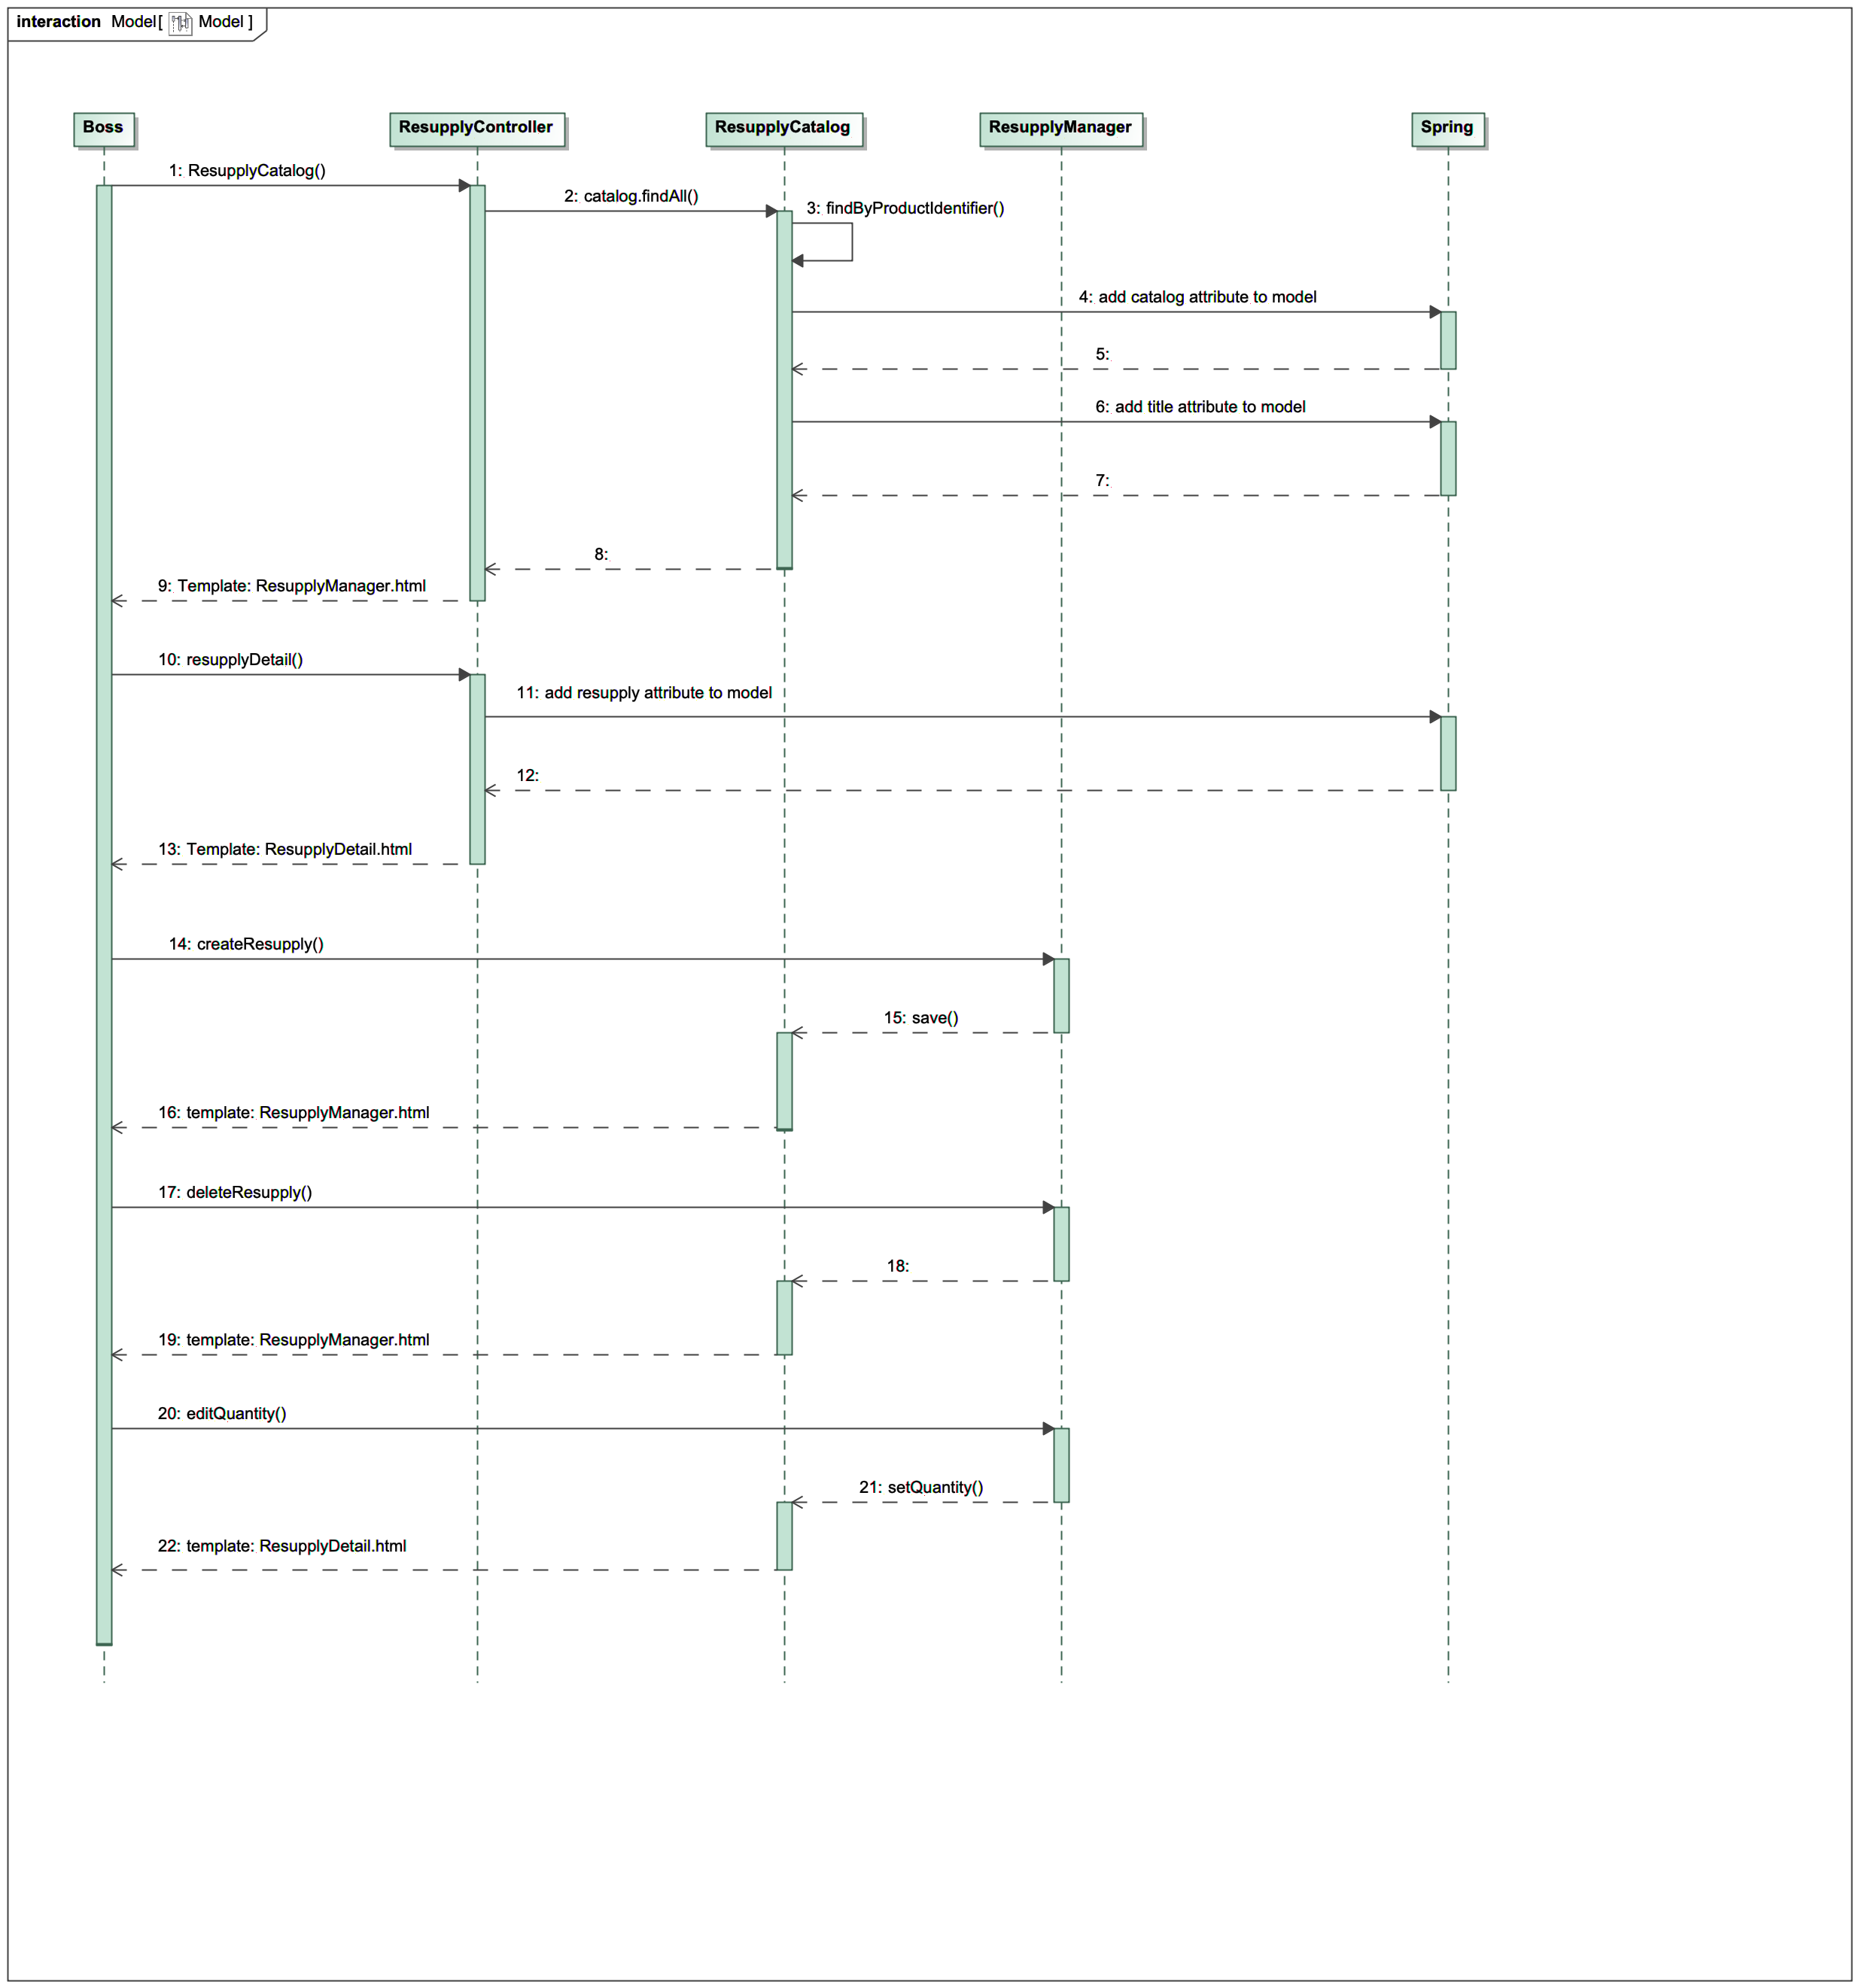 interaction Model[ Model ]
Boss
ResupplyController
ResupplyCatalog
ResupplyManager
Spring
1: ResupplyCatalog()
2: catalog.findAll()
3: findByProductIdentifier()
4: add catalog attribute to model
5:
6: add title attribute to model
7:
8:
9: Template: ResupplyManager.html
10: resupplyDetail()
11: add resupply attribute to model
12:
13: Template: ResupplyDetail.html
14: createResupply()
15: save()
16: template: ResupplyManager.html
17: deleteResupply()
18:
19: template: ResupplyManager.html
20: editQuantity()
21: setQuantity()
22: template: ResupplyDetail.html